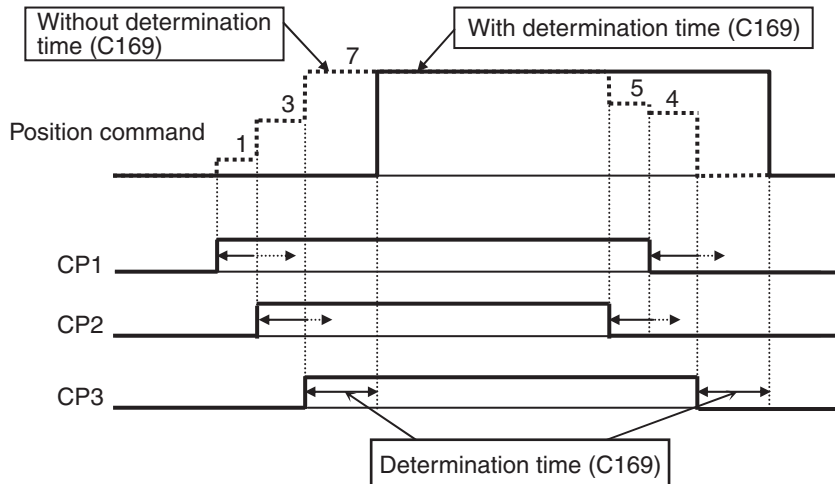 Without determination
time (C169)
With determination time (C169)
7
3
5
4
1
Position command
CP1
CP2
CP3
Determination time (C169)